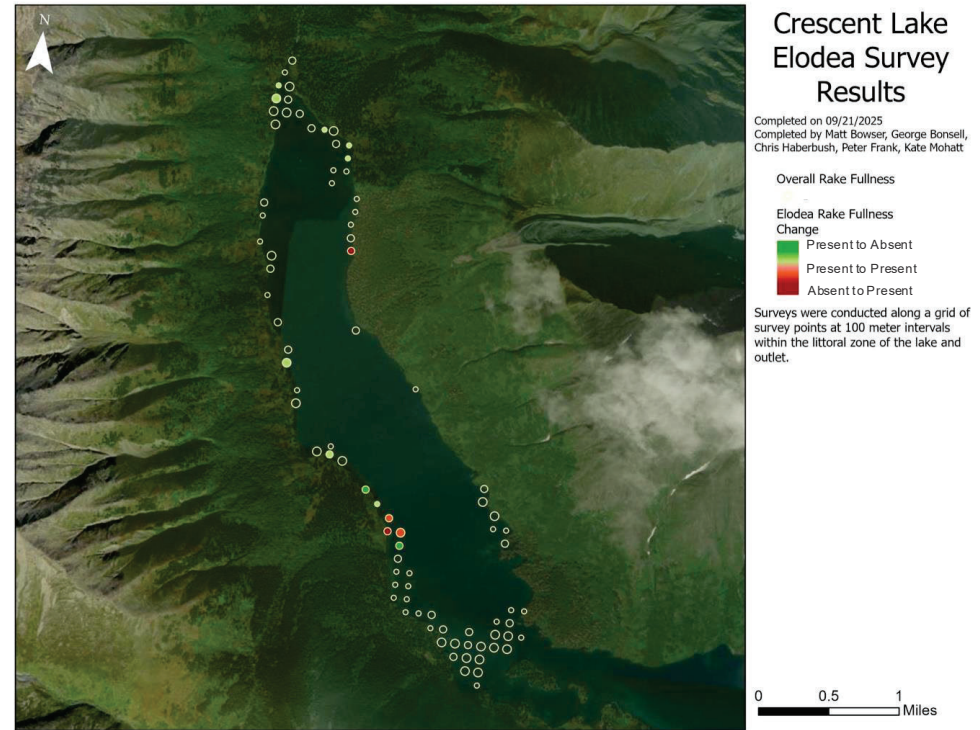 N
Crescent Lake
Elodea Survey
Results
Completed on 09/21/2025
Completed by Matt Bowser, George Bonsell,
Chris Haberbush, Peter Frank, Kate Mohatt
Overall Rake Fullness
Elodea Rake Fullness
Change
Present to Absent
Present to Present
Absent to Present
Surveys were conducted along a grid of
survey points at 100 meter intervals
within the littoral zone of the lake and
outlet.
0 0.5 1
Miles